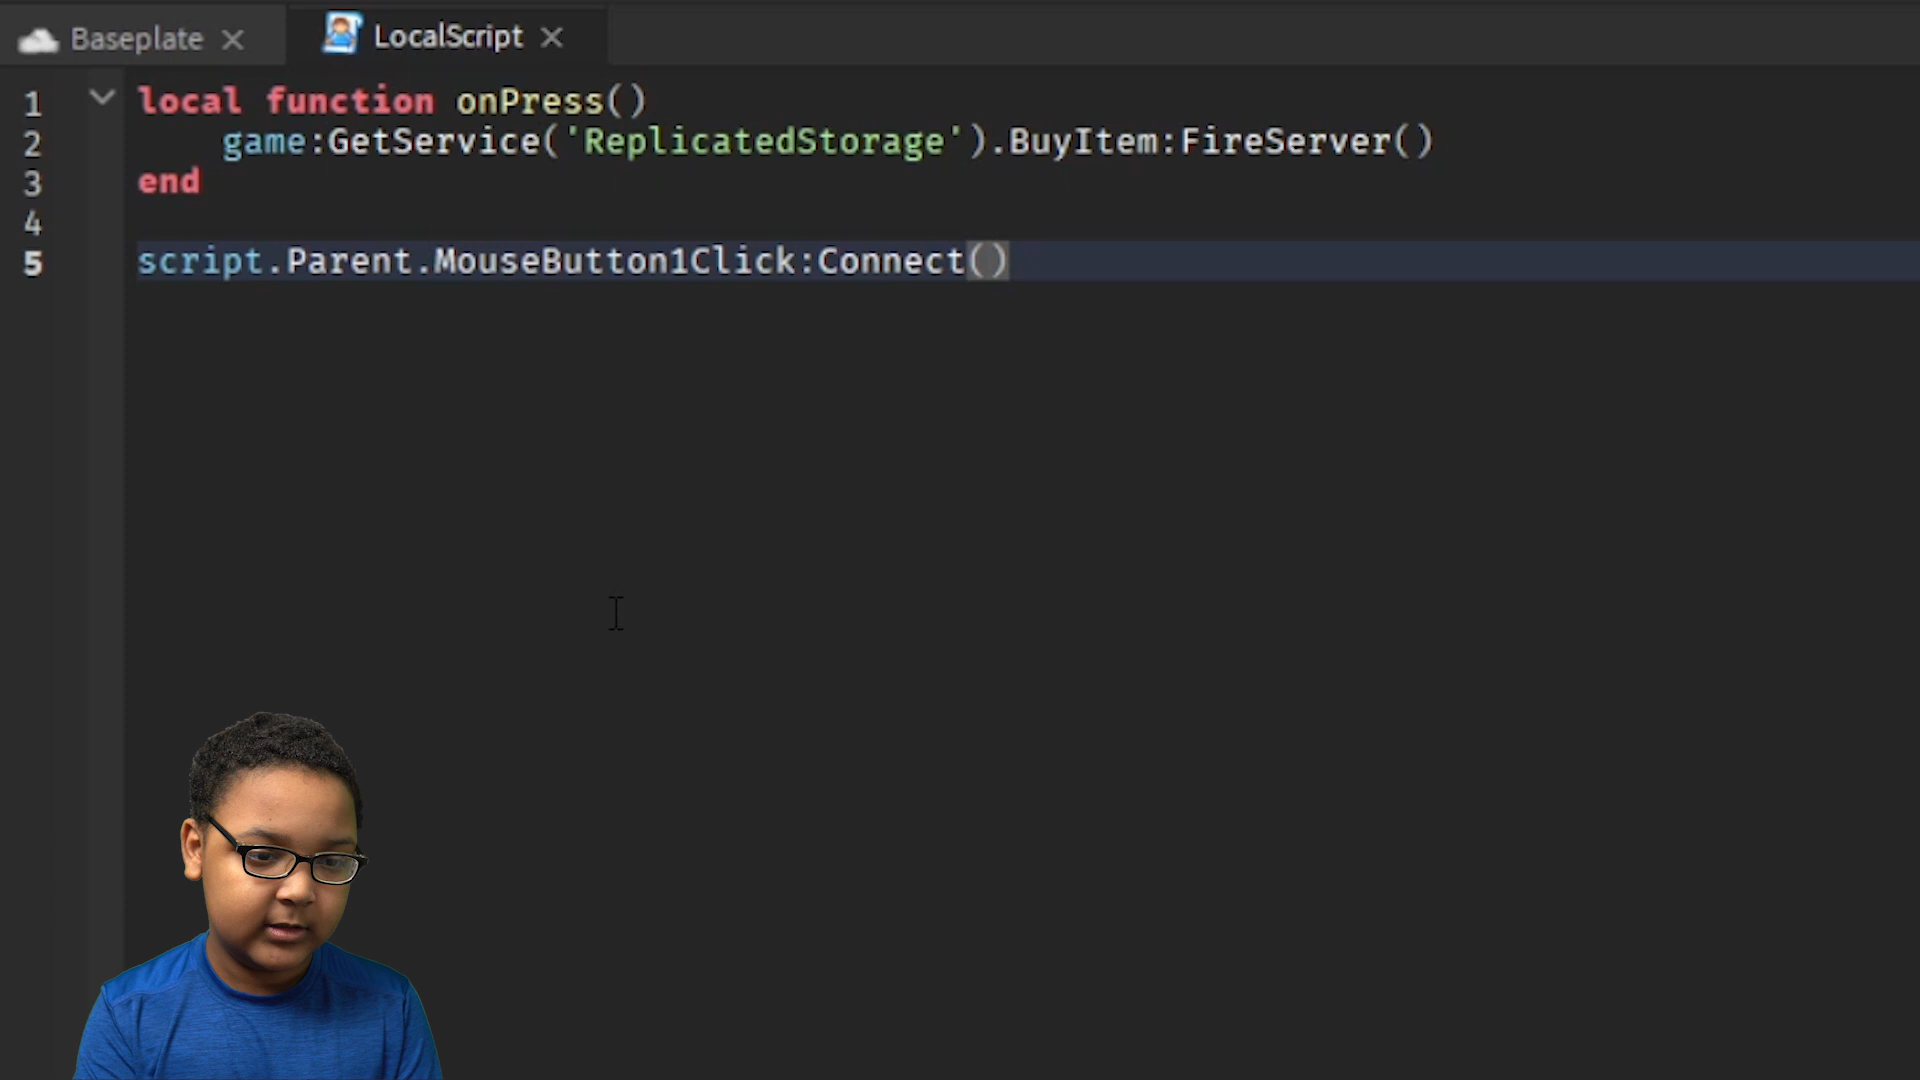 Baseplate
LocalScript
1 local function onPress()
2 game:GetService('ReplicatedStorage').BuyItem:FireServer()
3 end
4
5 script.Parent.MouseButton1Click:Connect()